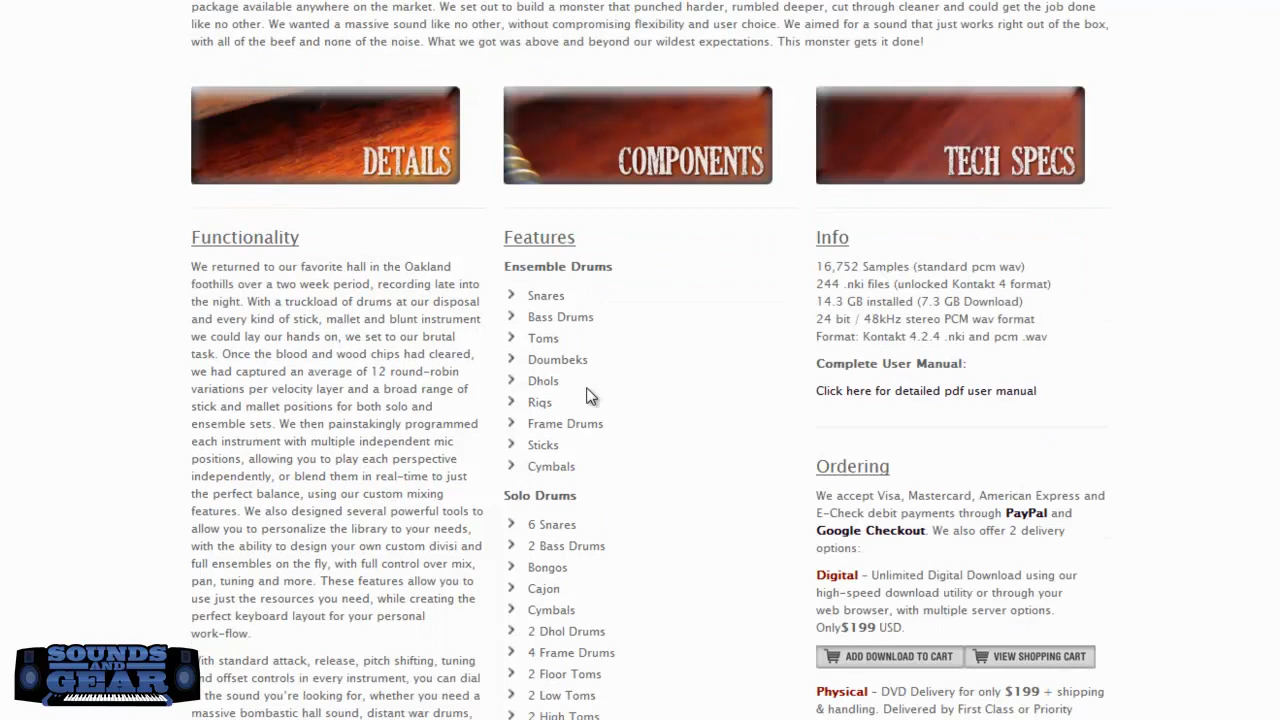 package available anywhere on the market. We set out to build a monster that punched harder, rumbled deeper, cut through cleaner and could get the job done
like no other. We wanted a massive sound like no other, without compromising flexibility and user choice. We aimed for a sound that just works right out of the box,
with all of the beef and none of the noise. What we got was above and beyond our wildest expectations. This monster gets it done!
DETAILS
COMPONENTS
TECH SPECS
Functionality
We returned to our favorite hall in the Oakland
foothills over a two week period, recording late into
the night. With a truckload of drums at our disposal
and every kind of stick, mallet and blunt instrument
we could lay our hands on, we set to our brutal
task. Once the blood and wood chips had cleared,
we had captured an average of 12 round-robin
variations per velocity layer and a broad range of
stick and mallet positions for both solo and
ensemble sets. We then painstakingly programmed
each instrument with multiple independent mic
positions, allowing you to play each perspective
independently, or blend them in real-time to just
the perfect balance, using our custom mixing
features. We also designed several powerful tools to
allow you to personalize the library to your needs,
with the ability to design your own custom divisi and
full ensembles on the fly, with full control over mix,
pan, tuning and more. These features allow you to
use just the resources you need, while creating the
perfect keyboard layout for your personal
work-flow.
With standard attack, release, pitch shifting, tuning
and offset controls in every instrument, you can dial
the sound you're looking for, whether you need a
massive bombastic hall sound, distant war drums,
Features
Ensemble Drums
Snares
Bass Drums
Toms
Doumbeks
Dhols
Riqs
Frame Drums
Sticks
Cymbals
Solo Drums
6 Snares
2 Bass Drums
Bongos
Cajon
Cymbals
2 Dhol Drums
4 Frame Drums
2 Floor Toms
2 Low Toms
2 High Toms
Info
16,752 Samples (standard pcm wav)
244 .nki files (unlocked Kontakt 4 format)
14.3 GB installed (7.3 GB Download)
24 bit / 48kHz stereo PCM wav format
Format: Kontakt 4.2.4 .nki and pcm .wav
Complete User Manual:
Click here for detailed pdf user manual
Ordering
We accept Visa, Mastercard, American Express and
E-Check debit payments through PayPal and
Google Checkout. We also offer 2 delivery
options:
Digital - Unlimited Digital Download using our
high-speed download utility or through your
web browser, with multiple server options.
Only$199 USD.
ADD DOWNLOAD TO CART
VIEW SHOPPING CART
Physical - DVD Delivery for only $199 + shipping
& handling. Delivered by First Class or Priority
SOUNDS
AND
GEAR